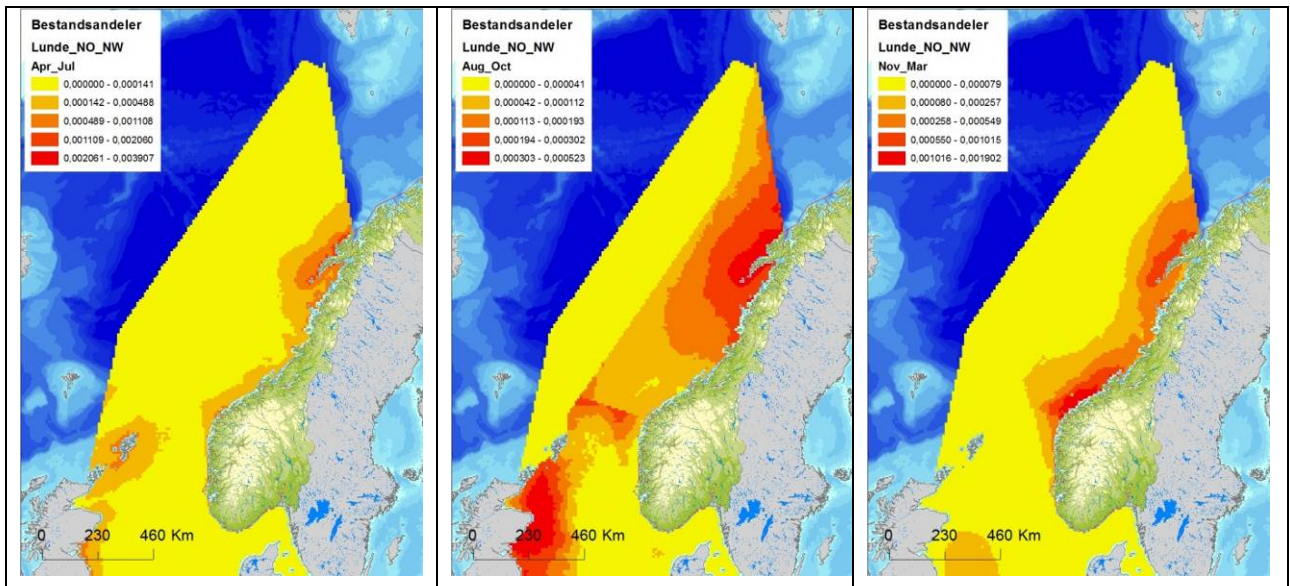 Bestandsandeler
Lunde_NO_NW
Apr_Jul
0,000000 - 0,000141
0,000142 - 0,000488
0,000489 - 0,001108
0,001109 - 0,002060
0,002061 - 0,003907
0 230 460 Km
Bestandsandeler
Lunde_NO_NW
Aug_Oct
0,000000 - 0,000041
0,000042 - 0,000112
0,000113 - 0,000193
0,000194 - 0,000302
0,000303 - 0,000523
0 230 460 Km
Bestandsandeler
Lunde_NO_NW
Nov_Mar
0,000000 - 0,000079
0,000080 - 0,000257
0,000258 - 0,000549
0,000550 - 0,001015
0,001016 - 0,001902
0 230 460 Km